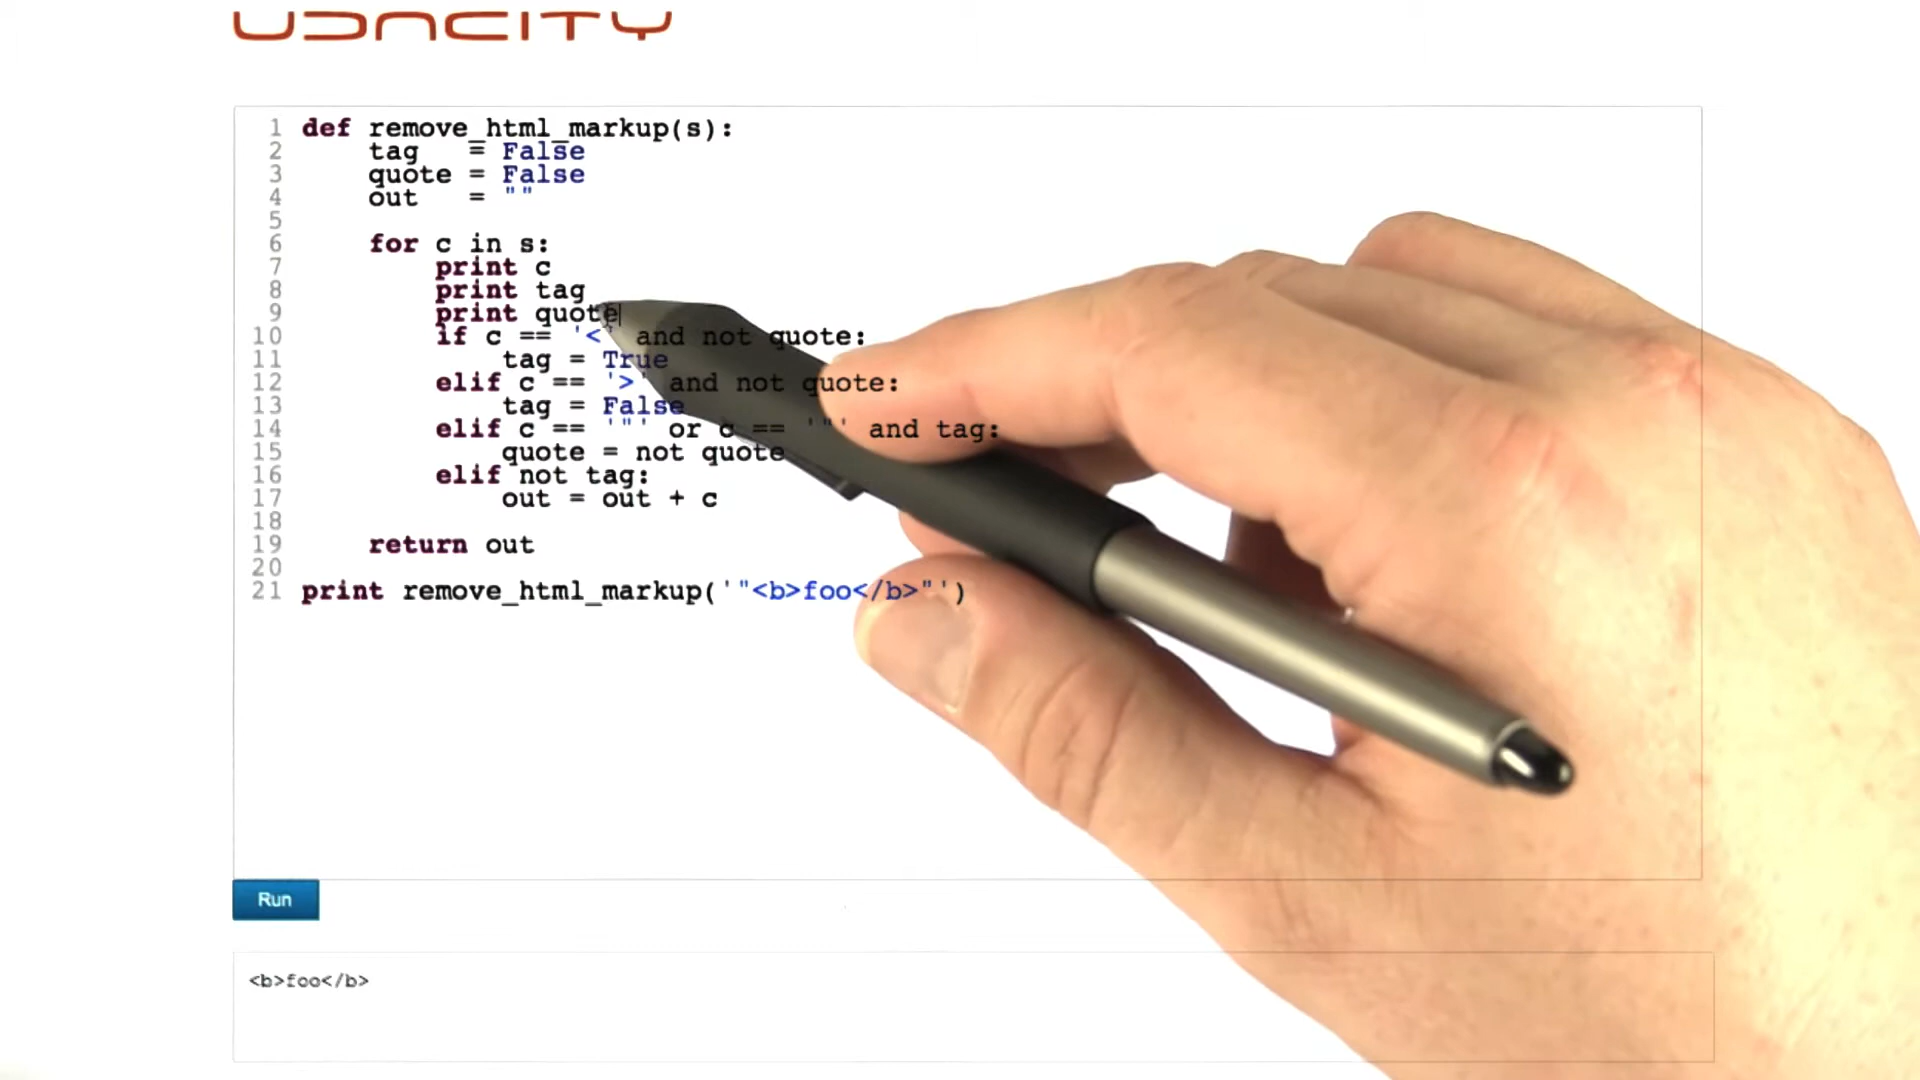 UDACITY
1 def remove_html_markup(s):
2 tag = False
3 quote = False
4 out = ""
5
6 for c in s:
7 print c
8 print tag
9 print quote
10 if c == '<' and not quote:
11 tag = True
12 elif c == '>' and not quote:
13 tag = False
14 elif c == '"' or c == '"' and tag:
15 quote = not quote
16 elif not tag:
17 out = out + c
18
19 return out
20
21 print remove_html_markup('"<b>foo</b>"')
Run
<b>foo</b>